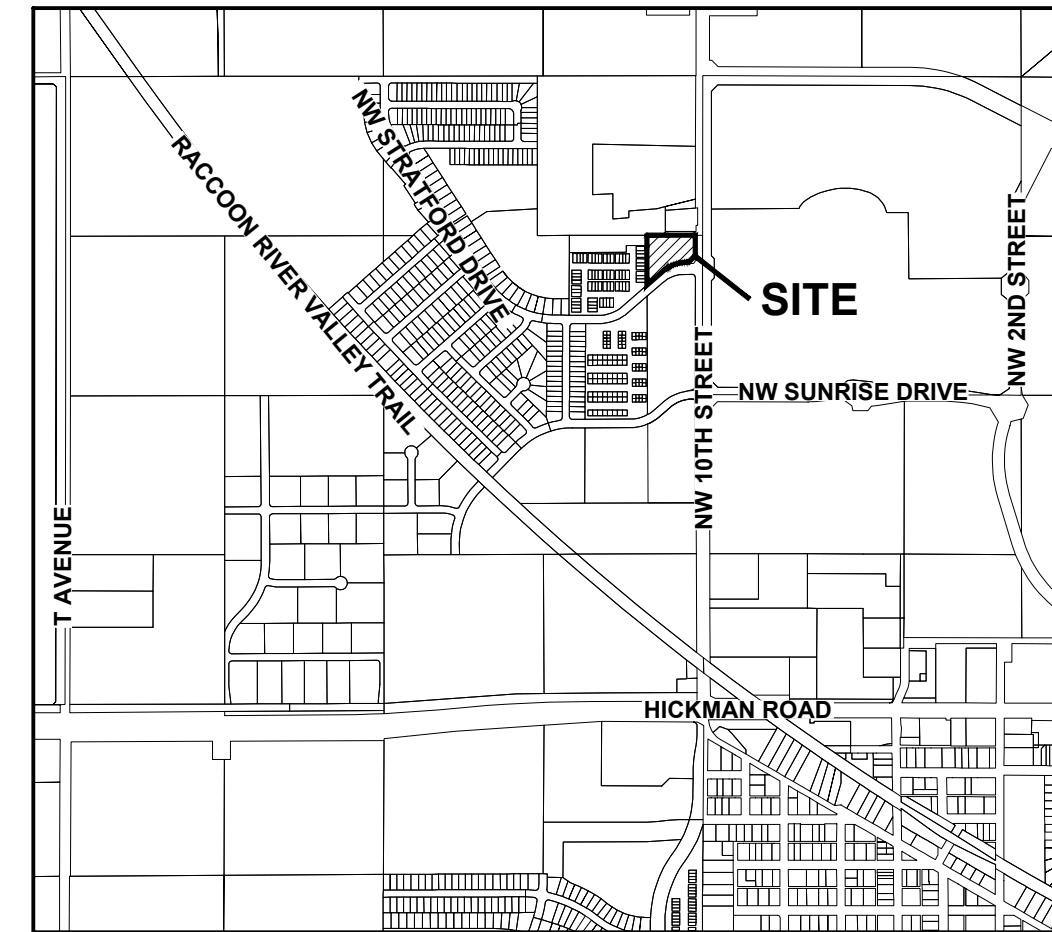 RACCOON RIVER VALLEY TRAIL
NW STRATFORD DRIVE
SITE
NW 2ND STREET
NW 10TH STREET
NW SUNRISE DRIVE
T AVENUE
HICKMAN ROAD